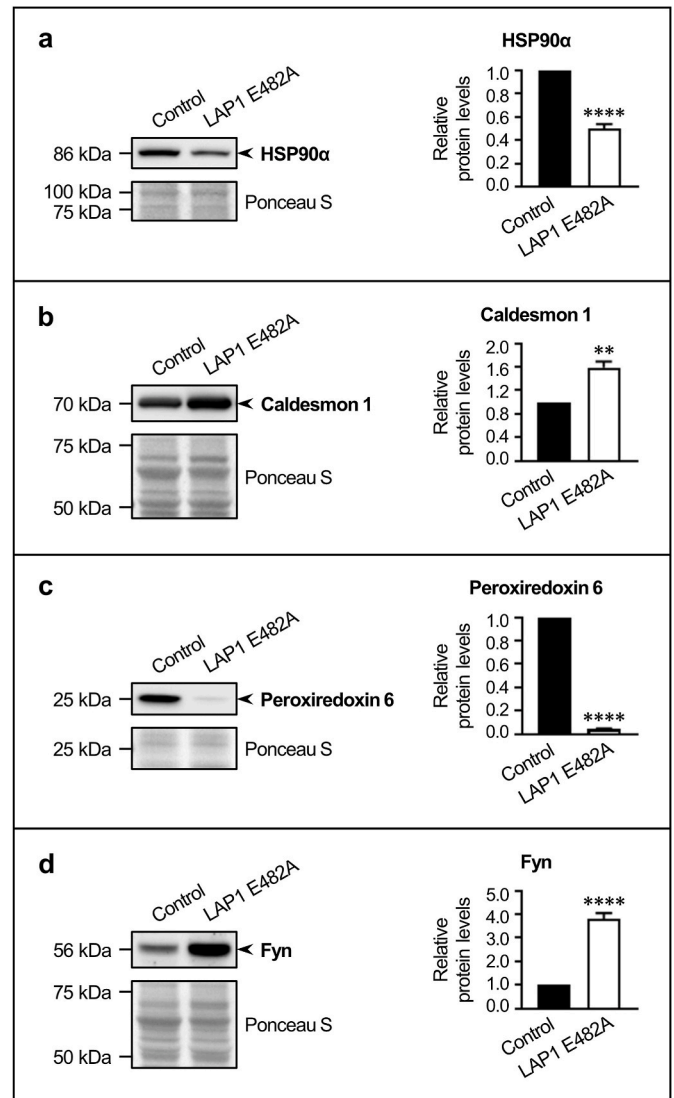 a
Control
LAP1 E482A
86 kDa
HSP90α
100 kDa
75 kDa
Ponceau S
HSP90α
Relative
protein levels
1.0
0.8
0.6
0.4
0.2
0.0
****
Control
LAP1 E482A
b
Control
LAP1 E482A
70 kDa
Caldesmon 1
75 kDa
50 kDa
Ponceau S
Caldesmon 1
Relative
protein levels
2.0
1.6
1.2
0.8
0.4
0.0
**
Control
LAP1 E482A
c
Control
LAP1 E482A
25 kDa
Peroxiredoxin 6
25 kDa
Ponceau S
Peroxiredoxin 6
Relative
protein levels
1.0
0.8
0.6
0.4
0.2
0.0
****
Control
LAP1 E482A
d
Control
LAP1 E482A
56 kDa
Fyn
75 kDa
50 kDa
Ponceau S
Fyn
Relative
protein levels
5.0
4.0
3.0
2.0
1.0
0.0
****
Control
LAP1 E482A